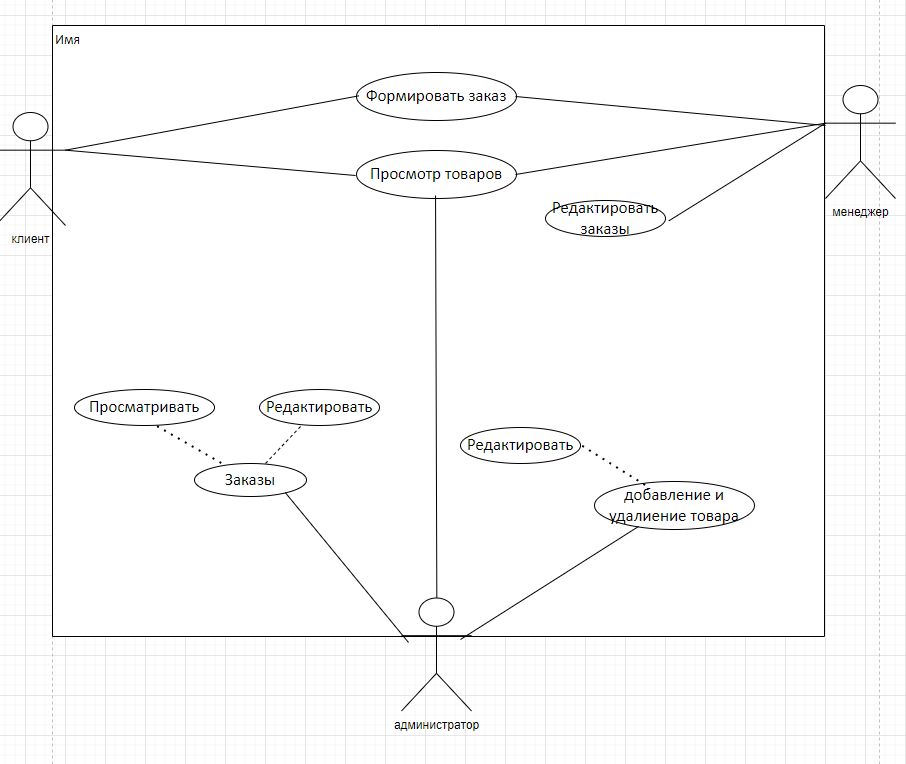 Имя
Формировать заказ
Просмотр товаров
Редактировать
заказы
менеджер
клиент
Просматривать
Редактировать
Редактировать
Заказы
добавление и
удалиение товара
администратор